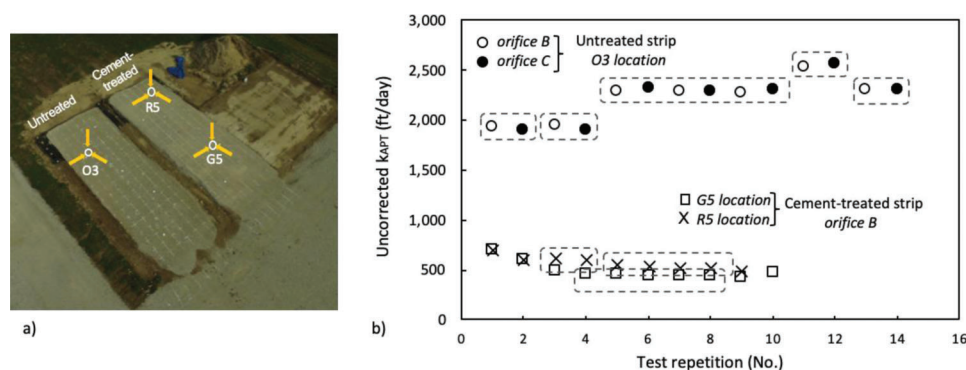 Untreated
Cement-
treated
R5
G5
O3
a)
3,000
2,500
2,000
1,500
1,000
500
0
Uncorrected kAPT (ft/day)
orifice B
orifice C
Untreated strip
O3 location
G5 location
R5 location
Cement-treated strip
orifice B
0 2 4 6 8 10 12 14 16
Test repetition (No.)
b)